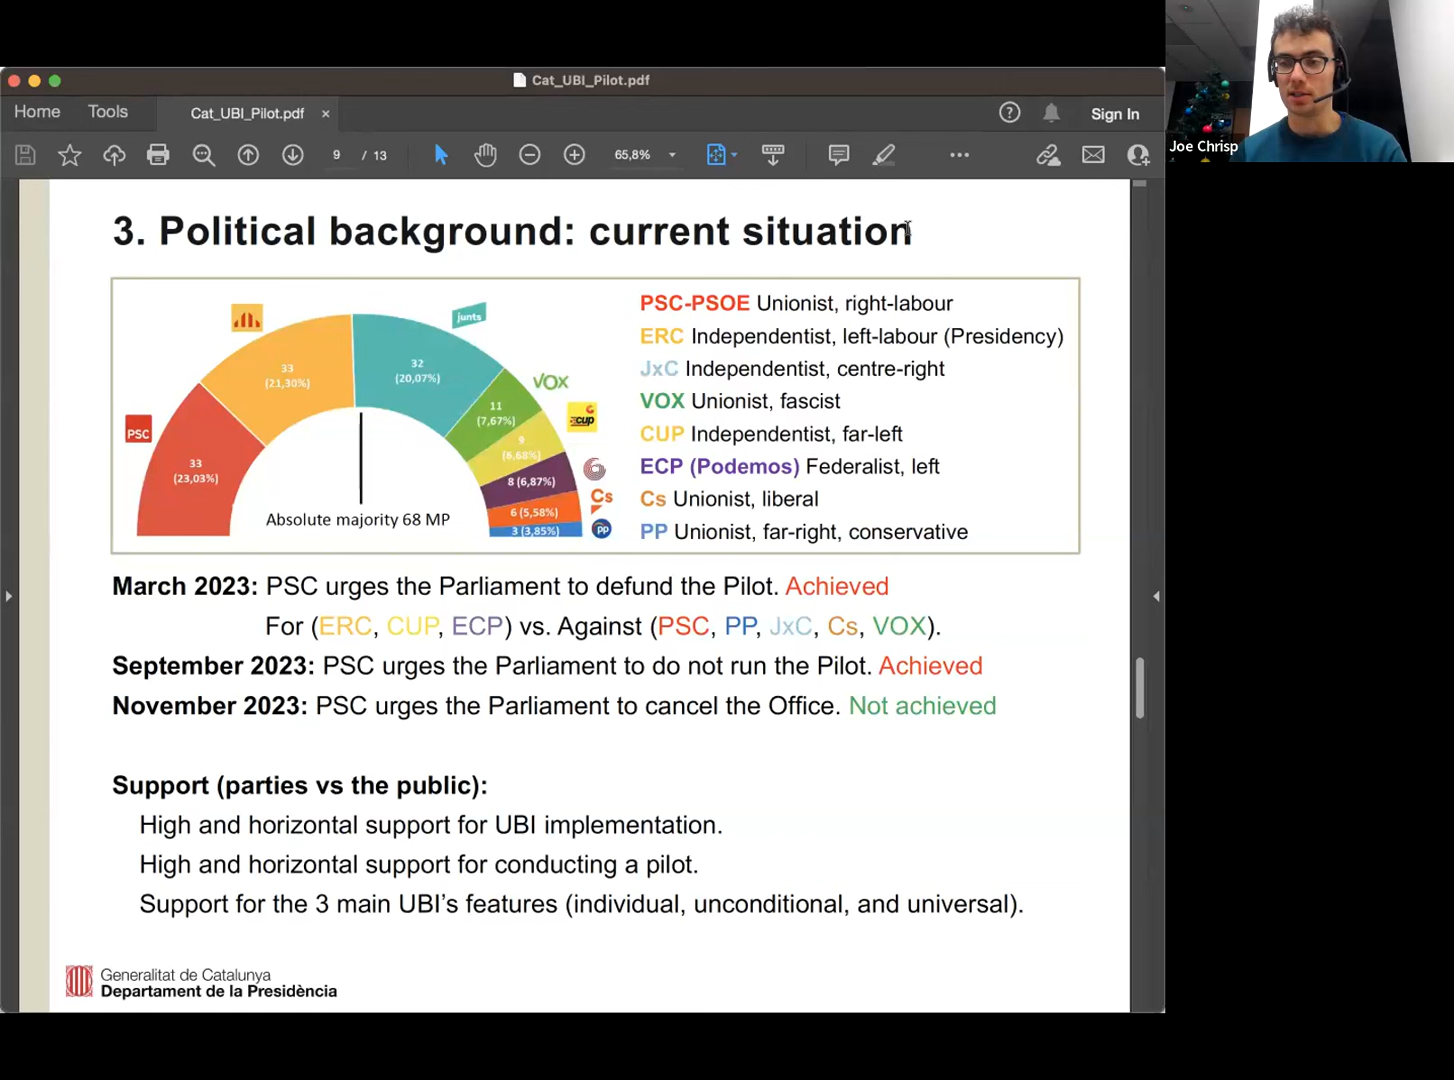 Cat_UBI_Pilot.pdf
Home Tools Cat_UBI_Pilot.pdf × Sign In
9 / 13 65,8%
Joe Chrisp
3. Political background: current situation
junts
VOX
cup
PSC
Cs
PP
33
(23,03%)
33
(21,30%)
32
(20,07%)
11
(7,67%)
9
(6,68%)
8 (6,87%)
6 (5,58%)
3 (3,85%)
Absolute majority 68 MP
PSC-PSOE Unionist, right-labour
ERC Independentist, left-labour (Presidency)
JxC Independentist, centre-right
VOX Unionist, fascist
CUP Independentist, far-left
ECP (Podemos) Federalist, left
Cs Unionist, liberal
PP Unionist, far-right, conservative
March 2023: PSC urges the Parliament to defund the Pilot. Achieved
For (ERC, CUP, ECP) vs. Against (PSC, PP, JxC, Cs, VOX).
September 2023: PSC urges the Parliament to do not run the Pilot. Achieved
November 2023: PSC urges the Parliament to cancel the Office. Not achieved
Support (parties vs the public):
High and horizontal support for UBI implementation.
High and horizontal support for conducting a pilot.
Support for the 3 main UBI’s features (individual, unconditional, and universal).
Generalitat de Catalunya
Departament de la Presidència